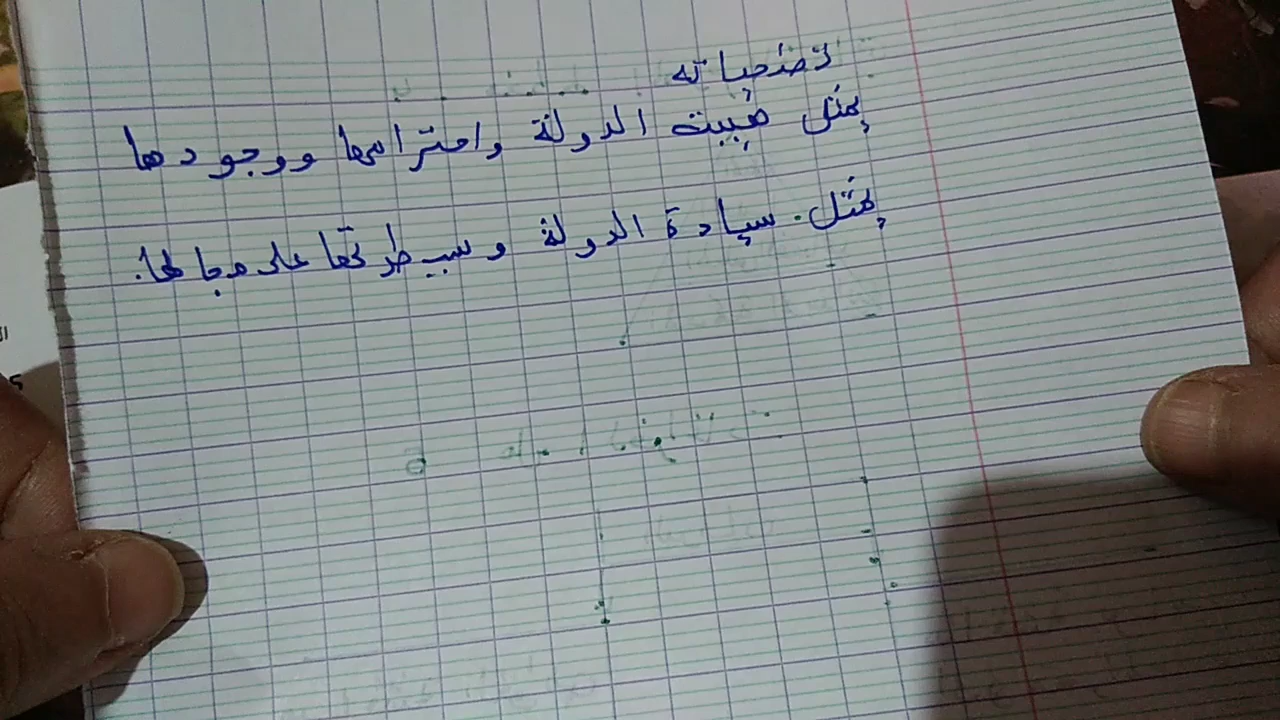 تضحياته
يمثل هيبة الدولة واحترامها ووجودها
يمثل سيادة الدولة وسيطرتها على مجالها.